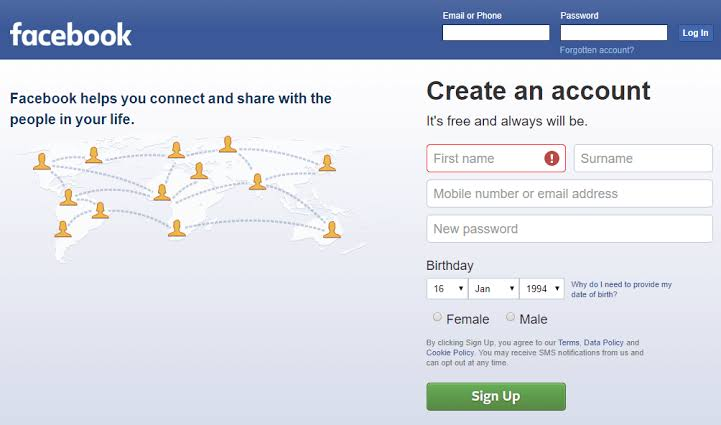 facebook
Email or Phone
Password
Log In
Forgotten account?
Facebook helps you connect and share with the
people in your life.
Create an account
It's free and always will be.
First name
Surname
Mobile number or email address
New password
Birthday
16 Jan 1994
Why do I need to provide my
date of birth?
Female Male
By clicking Sign Up, you agree to our Terms, Data Policy and
Cookie Policy. You may receive SMS notifications from us and
can opt out at any time.
Sign Up